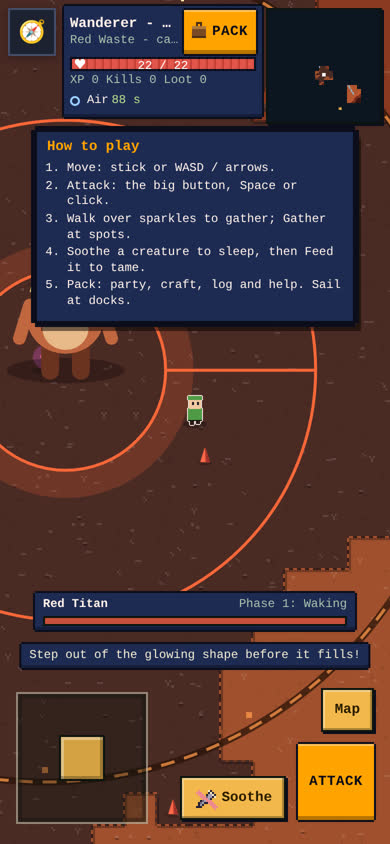 Wanderer - …
Red Waste - ca…
PACK
22 / 22
XP 0 Kills 0 Loot 0
Air 88 s
How to play
1. Move: stick or WASD / arrows.
2. Attack: the big button, Space or
click.
3. Walk over sparkles to gather; Gather
at spots.
4. Soothe a creature to sleep, then Feed
it to tame.
5. Pack: party, craft, log and help. Sail
at docks.
Red Titan
Phase 1: Waking
Step out of the glowing shape before it fills!
Map
ATTACK
Soothe